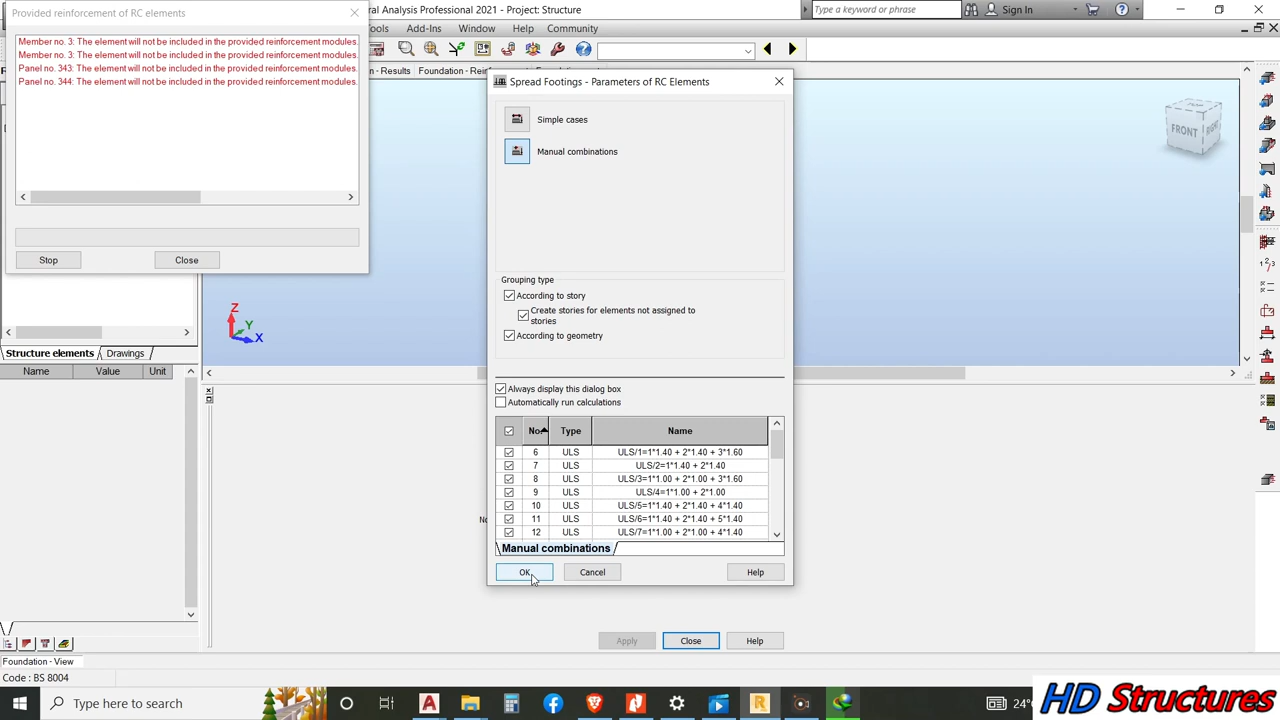 Provided reinforcement of RC elements
ral Analysis Professional 2021 - Project: Structure
Type a keyword or phrase
Sign In
Tools
Add-Ins
Window
Help
Community
Member no. 3: The element will not be included in the provided reinforcement modules.
Member no. 3: The element will not be included in the provided reinforcement modules.
Panel no. 343: The element will not be included in the provided reinforcement modules.
Panel no. 344: The element will not be included in the provided reinforcement modules.
Stop
Close
n - Results
Foundation - Re
Spread Footings - Parameters of RC Elements
Simple cases
Manual combinations
Grouping type
According to story
Create stories for elements not assigned to
stories
According to geometry
Always display this dialog box
Automatically run calculations
No. Type Name
6 ULS ULS/1=1*1.40 + 2*1.40 + 3*1.60
7 ULS ULS/2=1*1.40 + 2*1.40
8 ULS ULS/3=1*1.00 + 2*1.00 + 3*1.60
9 ULS ULS/4=1*1.00 + 2*1.00
10 ULS ULS/5=1*1.40 + 2*1.40 + 4*1.40
11 ULS ULS/6=1*1.40 + 2*1.40 + 5*1.40
12 ULS ULS/7=1*1.00 + 2*1.00 + 4*1.40
Manual combinations
OK
Cancel
Help
FRONT
Z
Y
X
Structure elements
Drawings
Name Value Unit
No
Apply
Close
Help
Foundation - View
Code : BS 8004
Type here to search
24°
HD Structures